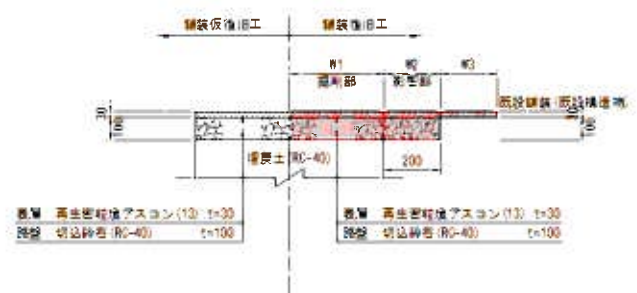 舗装仮復旧工 舗装復旧工
W1 W2 W3
掘削部 影響部
既設舗装(既設構造物)
30 100 30 100
埋戻土(RC-40) 200
表層 再生密粒度アスコン(13) t=30 表層 再生密粒度アスコン(13) t=30
路盤 切込砕石(RC-40) t=100 路盤 切込砕石(RC-40) t=100